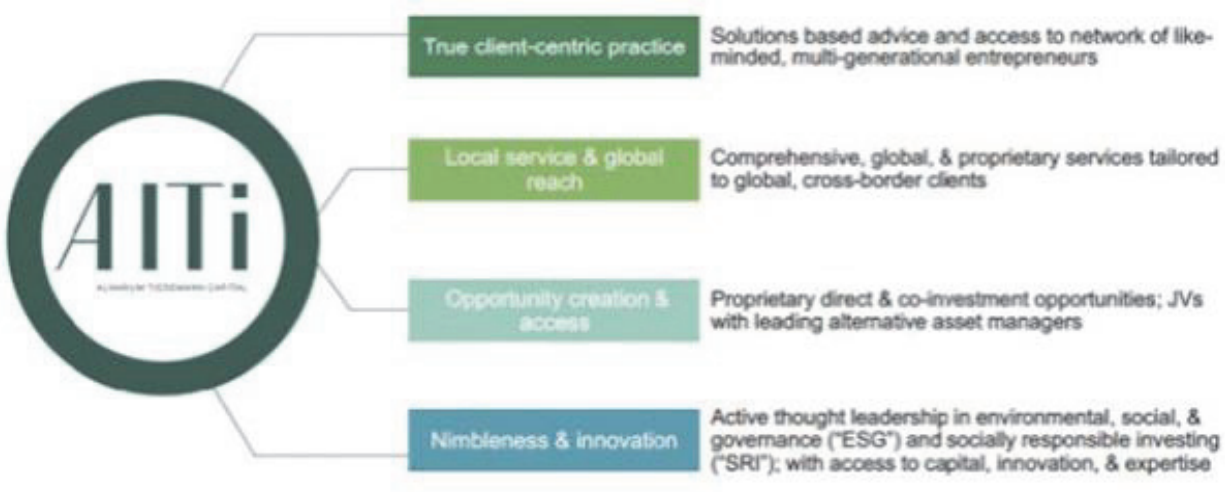 AlTi
ALVARIUM TIEDEMANN CAPITAL
True client-centric practice
Solutions based advice and access to network of like-
minded, multi-generational entrepreneurs
Local service & global
reach
Comprehensive, global, & proprietary services tailored
to global, cross-border clients
Opportunity creation &
access
Proprietary direct & co-investment opportunities; JVs
with leading alternative asset managers
Nimbleness & innovation
Active thought leadership in environmental, social, &
governance ("ESG") and socially responsible investing
("SRI"); with access to capital, innovation, & expertise